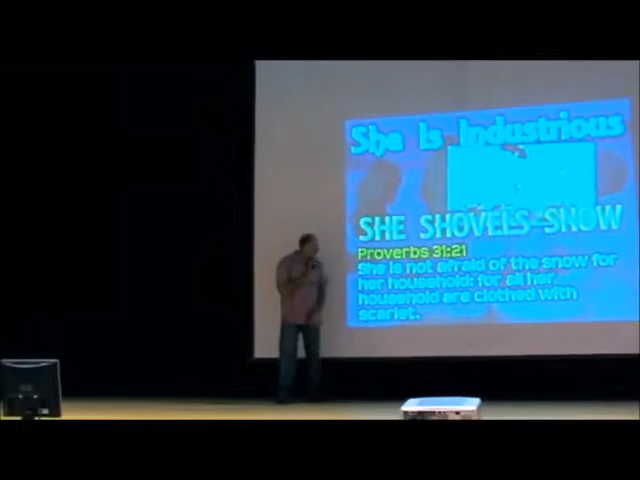 She Is Industrious
SHE SHOVELS SNOW
Proverbs 31:21
She is not afraid of the snow for
her household: for all her
household are clothed with
scarlet.